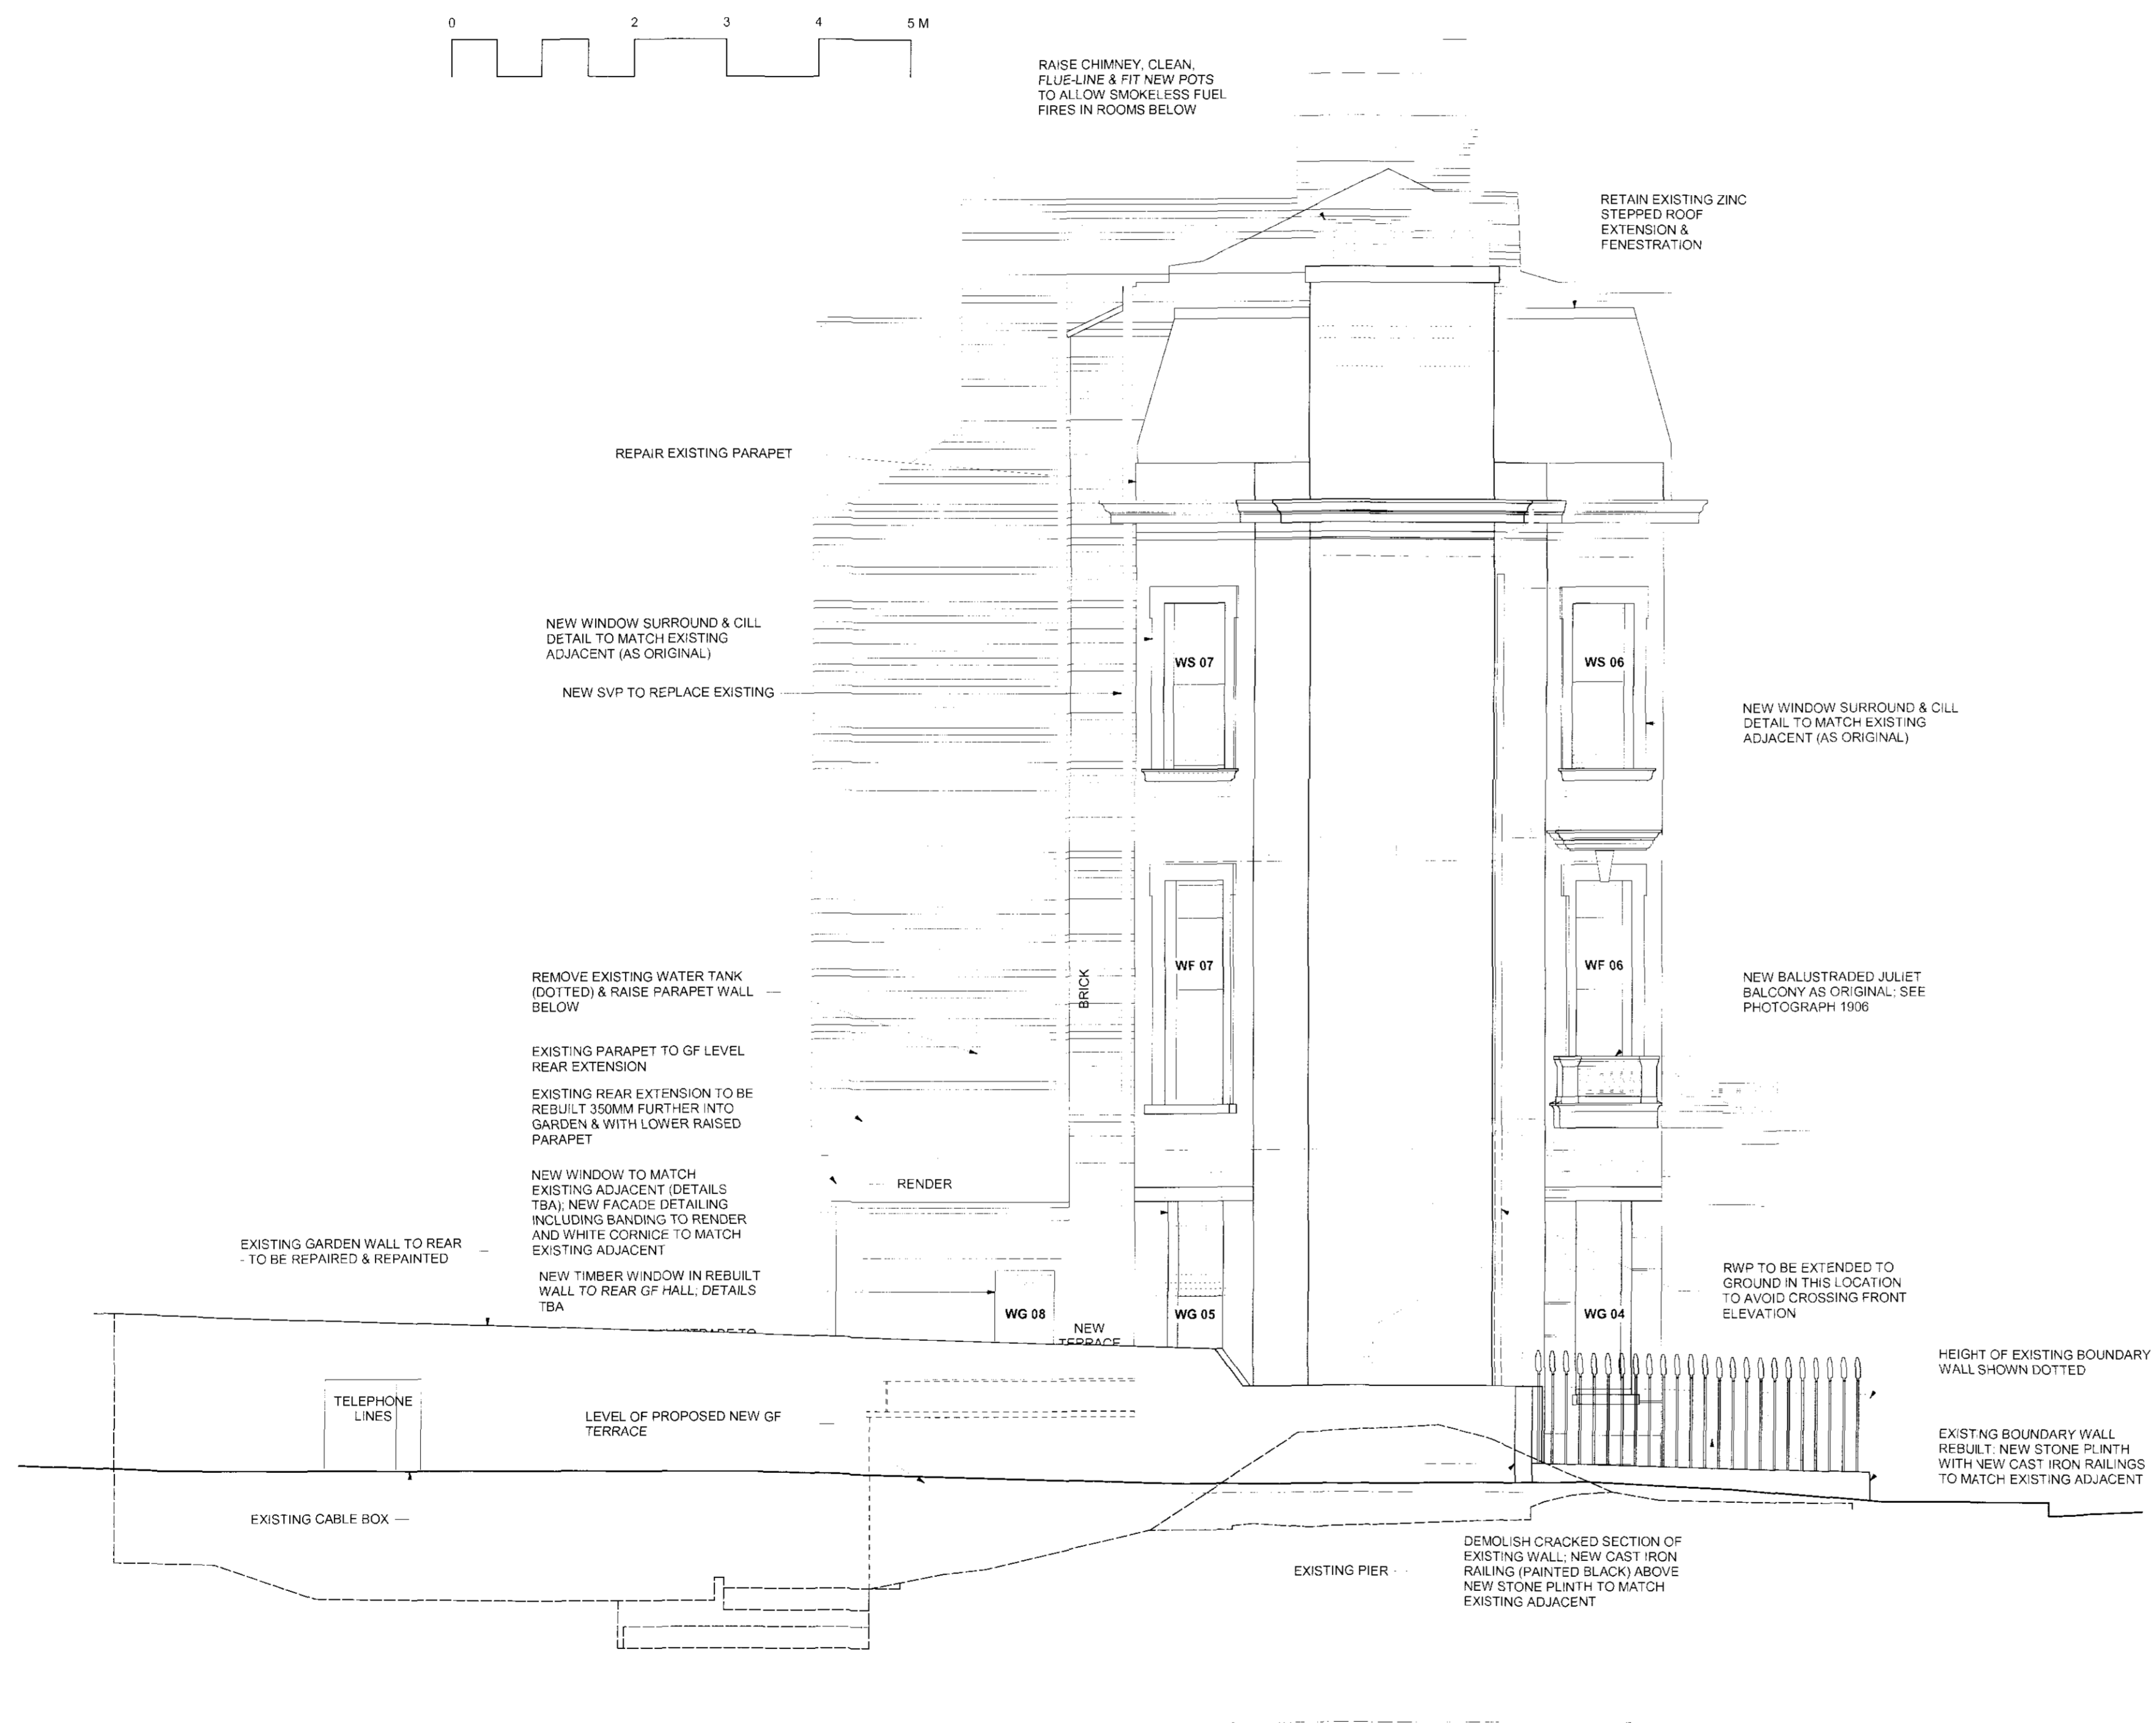 0 2 3 4 5 M
RAISE CHIMNEY, CLEAN,
FLUE-LINE & FIT NEW POTS
TO ALLOW SMOKELESS FUEL
FIRES IN ROOMS BELOW
RETAIN EXISTING ZINC
STEPPED ROOF
EXTENSION &
FENESTRATION
REPAIR EXISTING PARAPET
NEW WINDOW SURROUND & CILL
DETAIL TO MATCH EXISTING
ADJACENT (AS ORIGINAL)
WS 07
WS 06
NEW SVP TO REPLACE EXISTING
NEW WINDOW SURROUND & CILL
DETAIL TO MATCH EXISTING
ADJACENT (AS ORIGINAL)
REMOVE EXISTING WATER TANK
(DOTTED) & RAISE PARAPET WALL
BELOW
BRICK
WF 07
WF 06
NEW BALUSTRADED JULIET
BALCONY AS ORIGINAL; SEE
PHOTOGRAPH 1906
EXISTING PARAPET TO GF LEVEL
REAR EXTENSION
EXISTING REAR EXTENSION TO BE
REBUILT 350MM FURTHER INTO
GARDEN & WITH LOWER RAISED
PARAPET
NEW WINDOW TO MATCH
EXISTING ADJACENT (DETAILS
TBA); NEW FACADE DETAILING
INCLUDING BANDING TO RENDER
AND WHITE CORNICE TO MATCH
EXISTING ADJACENT
RENDER
EXISTING GARDEN WALL TO REAR
- TO BE REPAIRED & REPAINTED
NEW TIMBER WINDOW IN REBUILT
WALL TO REAR GF HALL; DETAILS
TBA
WG 08
NEW
TERRACE
WG 05
WG 04
RWP TO BE EXTENDED TO
GROUND IN THIS LOCATION
TO AVOID CROSSING FRONT
ELEVATION
HEIGHT OF EXISTING BOUNDARY
WALL SHOWN DOTTED
TELEPHONE
LINES
LEVEL OF PROPOSED NEW GF
TERRACE
EXISTING BOUNDARY WALL
REBUILT; NEW STONE PLINTH
WITH NEW CAST IRON RAILINGS
TO MATCH EXISTING ADJACENT
EXISTING CABLE BOX
EXISTING PIER
DEMOLISH CRACKED SECTION OF
EXISTING WALL; NEW CAST IRON
RAILING (PAINTED BLACK) ABOVE
NEW STONE PLINTH TO MATCH
EXISTING ADJACENT